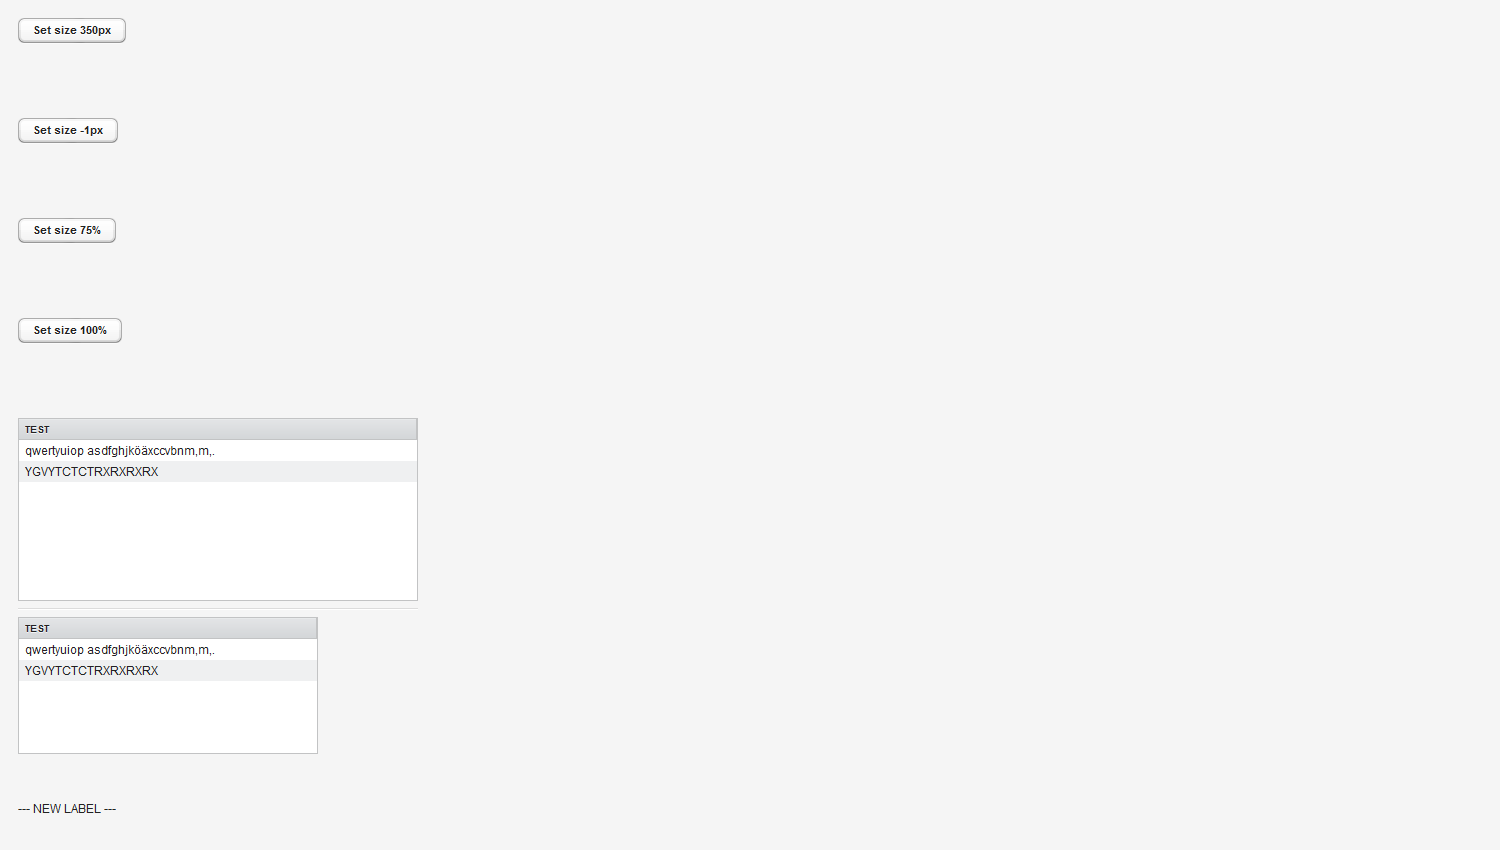 Set size 350px
Set size -1px
Set size 75%
Set size 100%
TEST
qwertyuiop asdfghjköäxccvbnm,m,.
YGVYTCTCTRXRXRXRX
TEST
qwertyuiop asdfghjköäxccvbnm,m,.
YGVYTCTCTRXRXRXRX
--- NEW LABEL ---